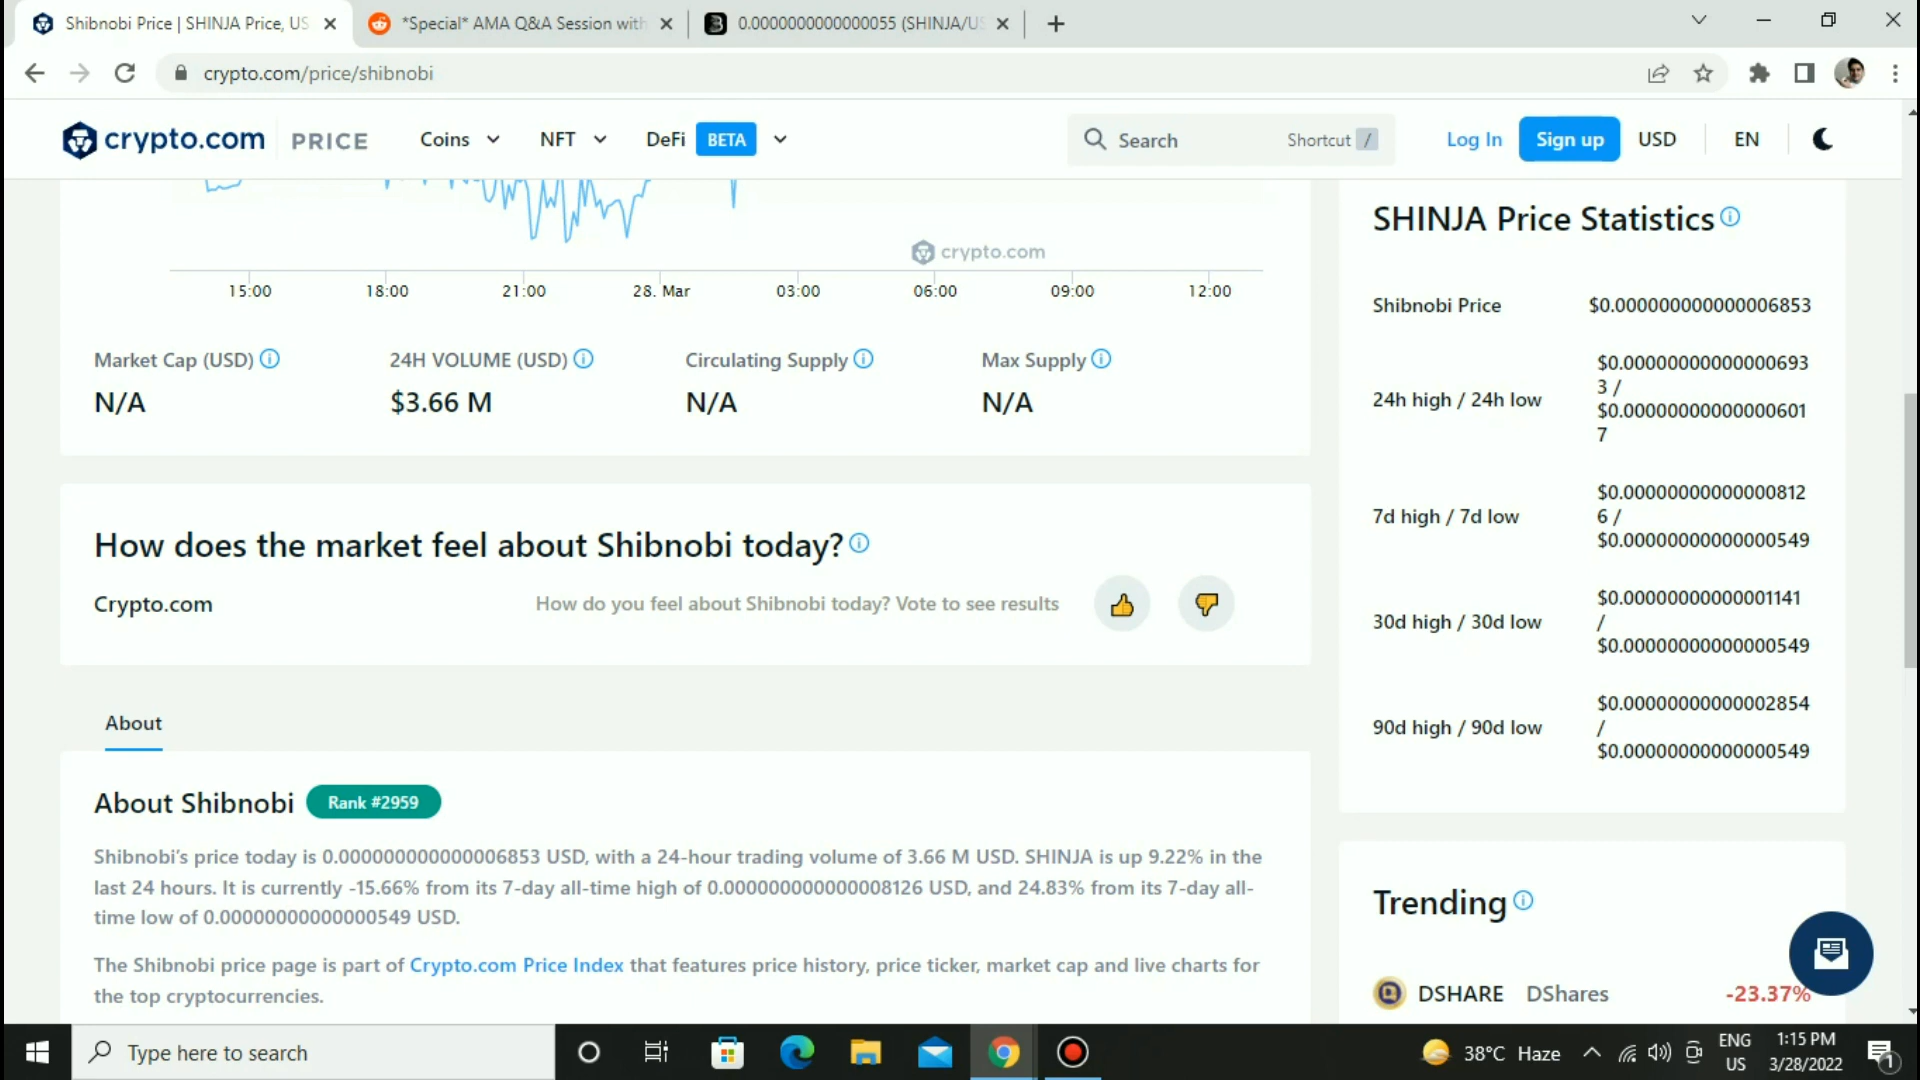 Shibnobi Price | SHINJA Price, US
*Special* AMA Q&A Session with
0.0000000000000055 (SHINJA/US
crypto.com/price/shibnobi
crypto.com PRICE Coins NFT DeFi BETA Search Shortcut / Log In Sign up USD EN
crypto.com
15:00 18:00 21:00 28. Mar 03:00 06:00 09:00 12:00
Market Cap (USD) 24H VOLUME (USD) Circulating Supply Max Supply
N/A $3.66 M N/A N/A
How does the market feel about Shibnobi today?
Crypto.com How do you feel about Shibnobi today? Vote to see results
About
About Shibnobi Rank #2959
Shibnobi's price today is 0.000000000000006853 USD, with a 24-hour trading volume of 3.66 M USD. SHINJA is up 9.22% in the
last 24 hours. It is currently -15.66% from its 7-day all-time high of 0.000000000000008126 USD, and 24.83% from its 7-day all-
time low of 0.00000000000000549 USD.
The Shibnobi price page is part of Crypto.com Price Index that features price history, price ticker, market cap and live charts for
the top cryptocurrencies.
SHINJA Price Statistics
Shibnobi Price $0.000000000000006853
24h high / 24h low
$0.00000000000000693
3 /
$0.00000000000000601
7
7d high / 7d low
$0.00000000000000812
6 /
$0.00000000000000549
30d high / 30d low
$0.00000000000001141
/
$0.00000000000000549
90d high / 90d low
$0.00000000000002854
/
$0.00000000000000549
Trending
DSHARE DShares -23.37%
Type here to search
38°C Haze
ENG
US
1:15 PM
3/28/2022
1